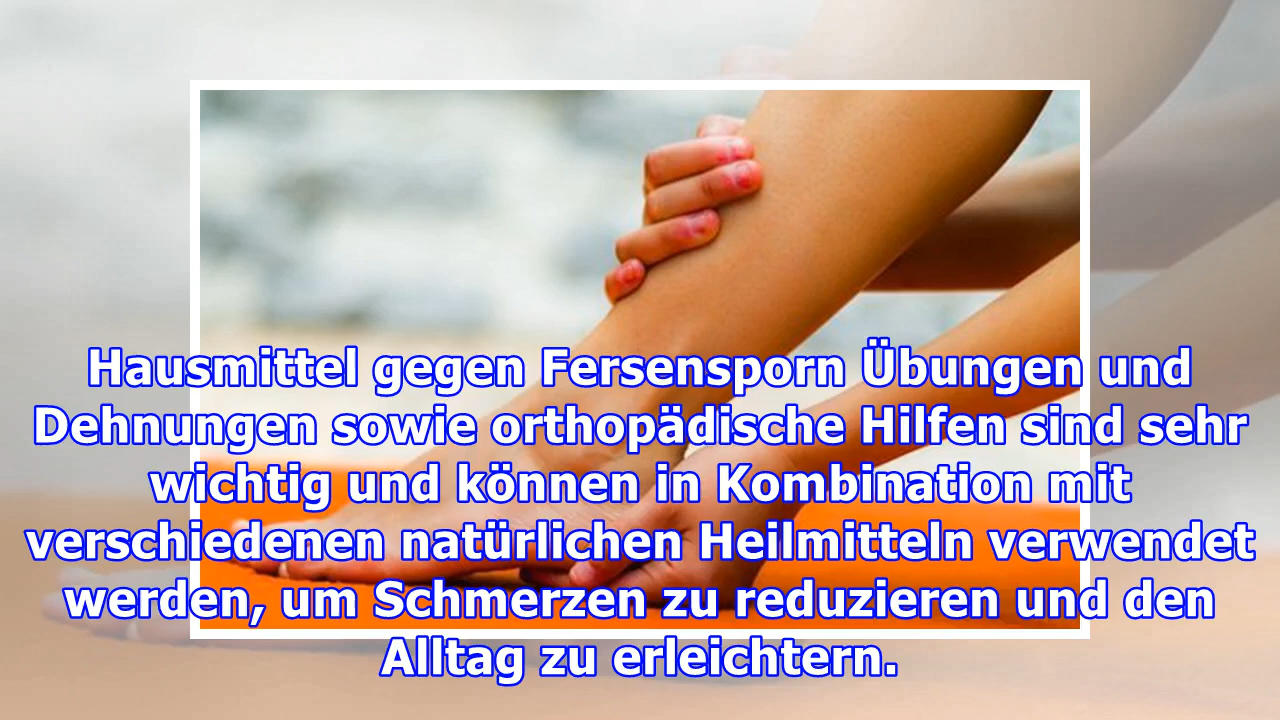 Hausmittel gegen Fersensporn Übungen und
Dehnungen sowie orthopädische Hilfen sind sehr
wichtig und können in Kombination mit
verschiedenen natürlichen Heilmitteln verwendet
werden, um Schmerzen zu reduzieren und den
Alltag zu erleichtern.